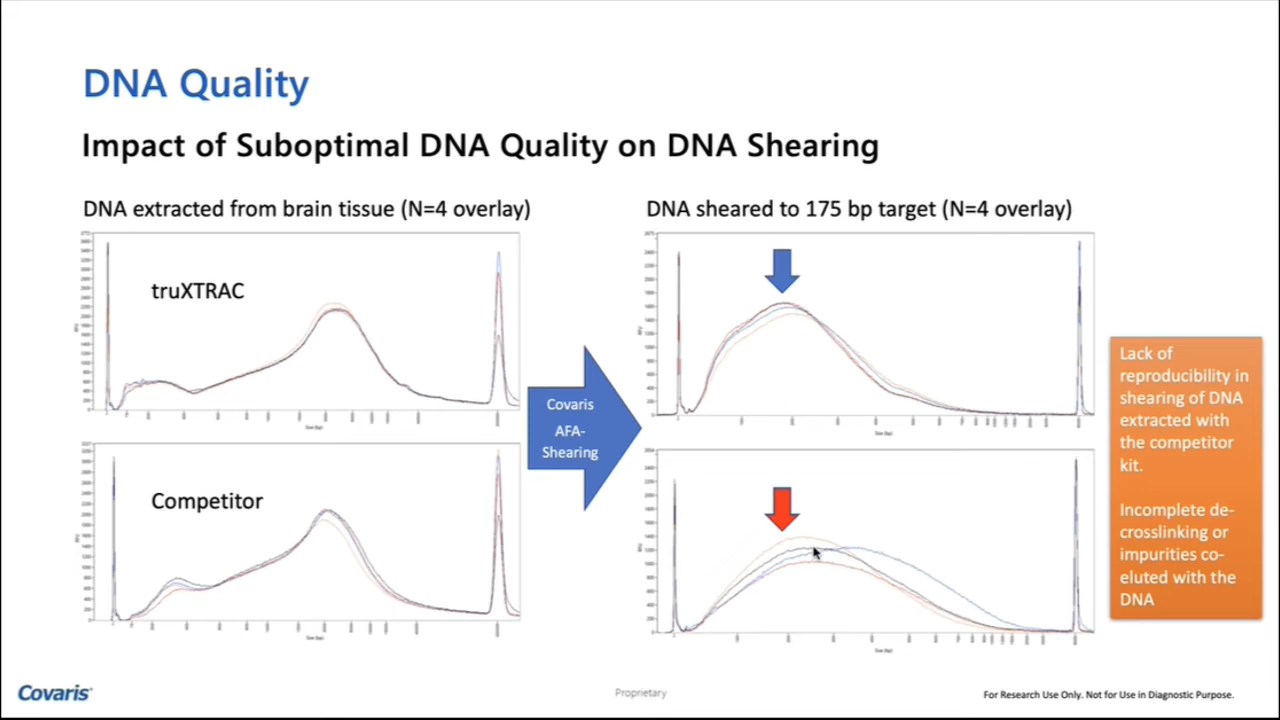 DNA Quality
Impact of Suboptimal DNA Quality on DNA Shearing
DNA extracted from brain tissue (N=4 overlay)
DNA sheared to 175 bp target (N=4 overlay)
truXTRAC
Covaris
AFA-
Shearing
Competitor
Lack of
reproducibility in
shearing of DNA
extracted with
the competitor
kit.
Incomplete de-
crosslinking or
impurities co-
eluted with the
DNA
Covaris
Proprietary
For Research Use Only. Not for Use in Diagnostic Purpose.